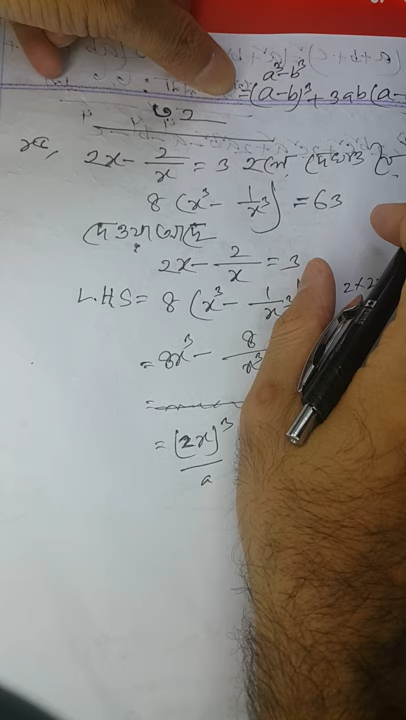 a³-b³
=(a-b)³+3ab(a-
2x-2/x=3 হলে দেখাও যে
8(x³-1/x³)=63
দেওয়া আছে
2x-2/x=3
L.H.S= 8(x³-1/x³
=8x³-8/x³
=(2x)³
a